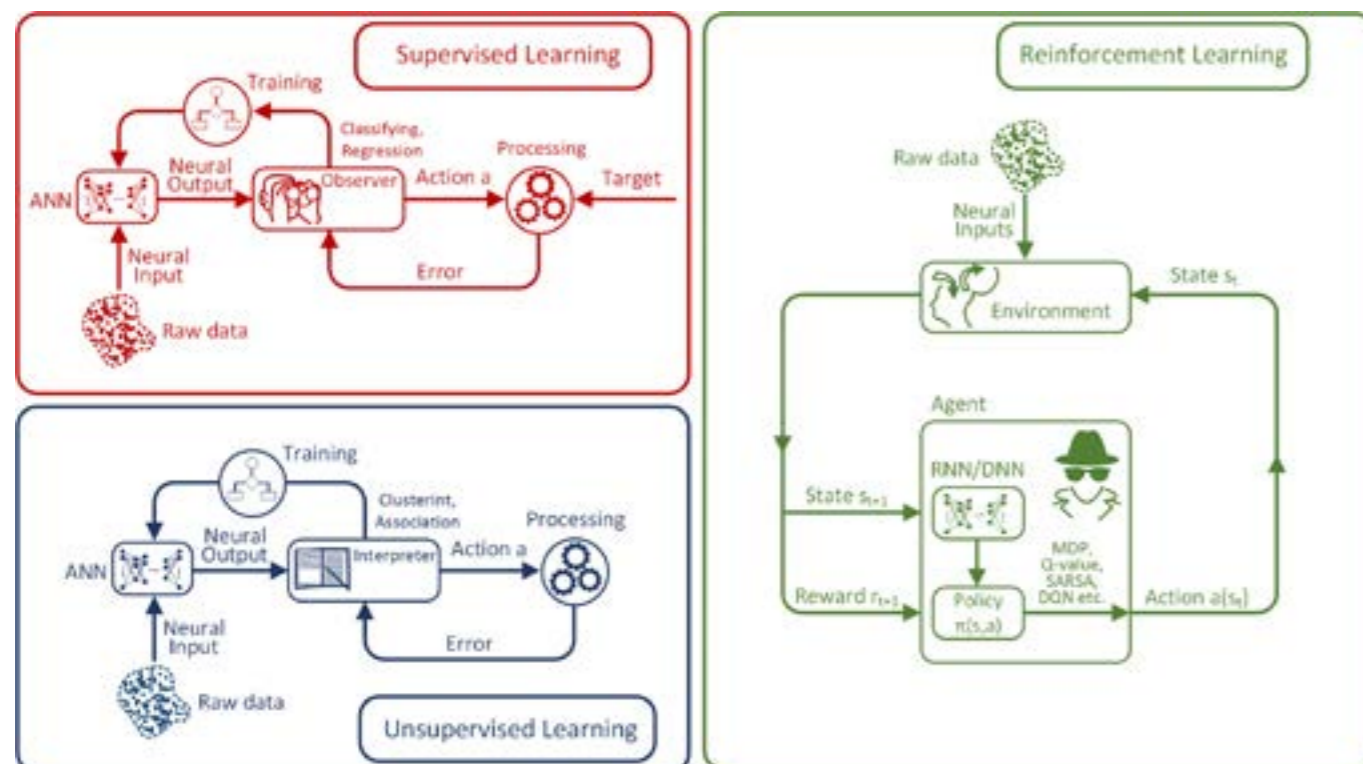 Supervised Learning
Training
Classifying,
Regression
Processing
Neural
Output
Observer
Action a
Target
ANN
Neural
Input
Error
Raw data
Training
Clusterint,
Association
Processing
Neural
Output
Interpreter
Action a
ANN
Neural
Input
Error
Raw data
Unsupervised Learning
Reinforcement Learning
Raw data
Neural
Inputs
State st
Environment
Agent
RNN/DNN
State st+1
MDP,
Q-value,
SARSA,
DQN etc.
Reward rt+1
Policy
π(s,a)
Action a(st)